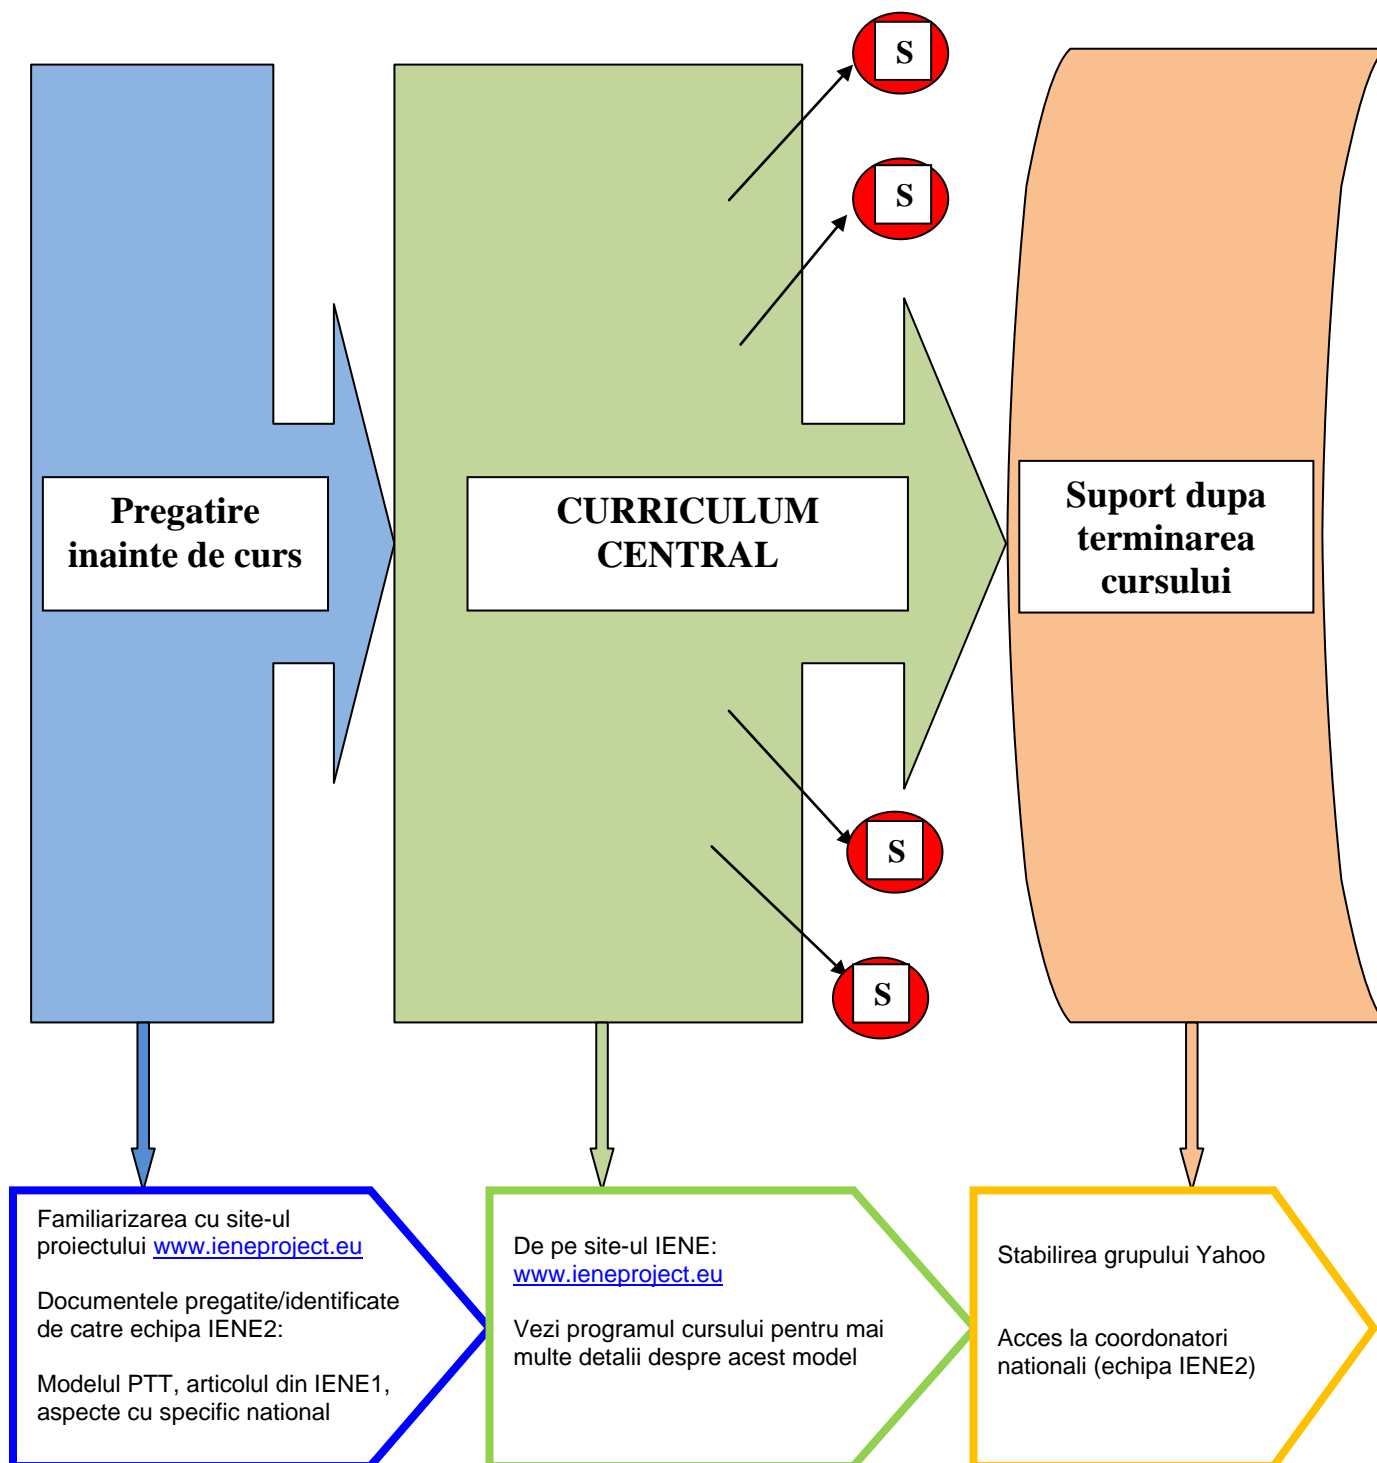 S
S
Pregatire
inainte de curs
CURRICULUM
CENTRAL
Suport dupa
terminarea
cursului
S
S
Familiarizarea cu site-ul
proiectului www.ieneproject.eu
Documentele pregatite/identificate
de catre echipa IENE2:
Modelul PTT, articolul din IENE1,
aspecte cu specific national
De pe site-ul IENE:
www.ieneproject.eu
Vezi programul cursului pentru mai
multe detalii despre acest model
Stabilirea grupului Yahoo
Acces la coordonatori
nationali (echipa IENE2)